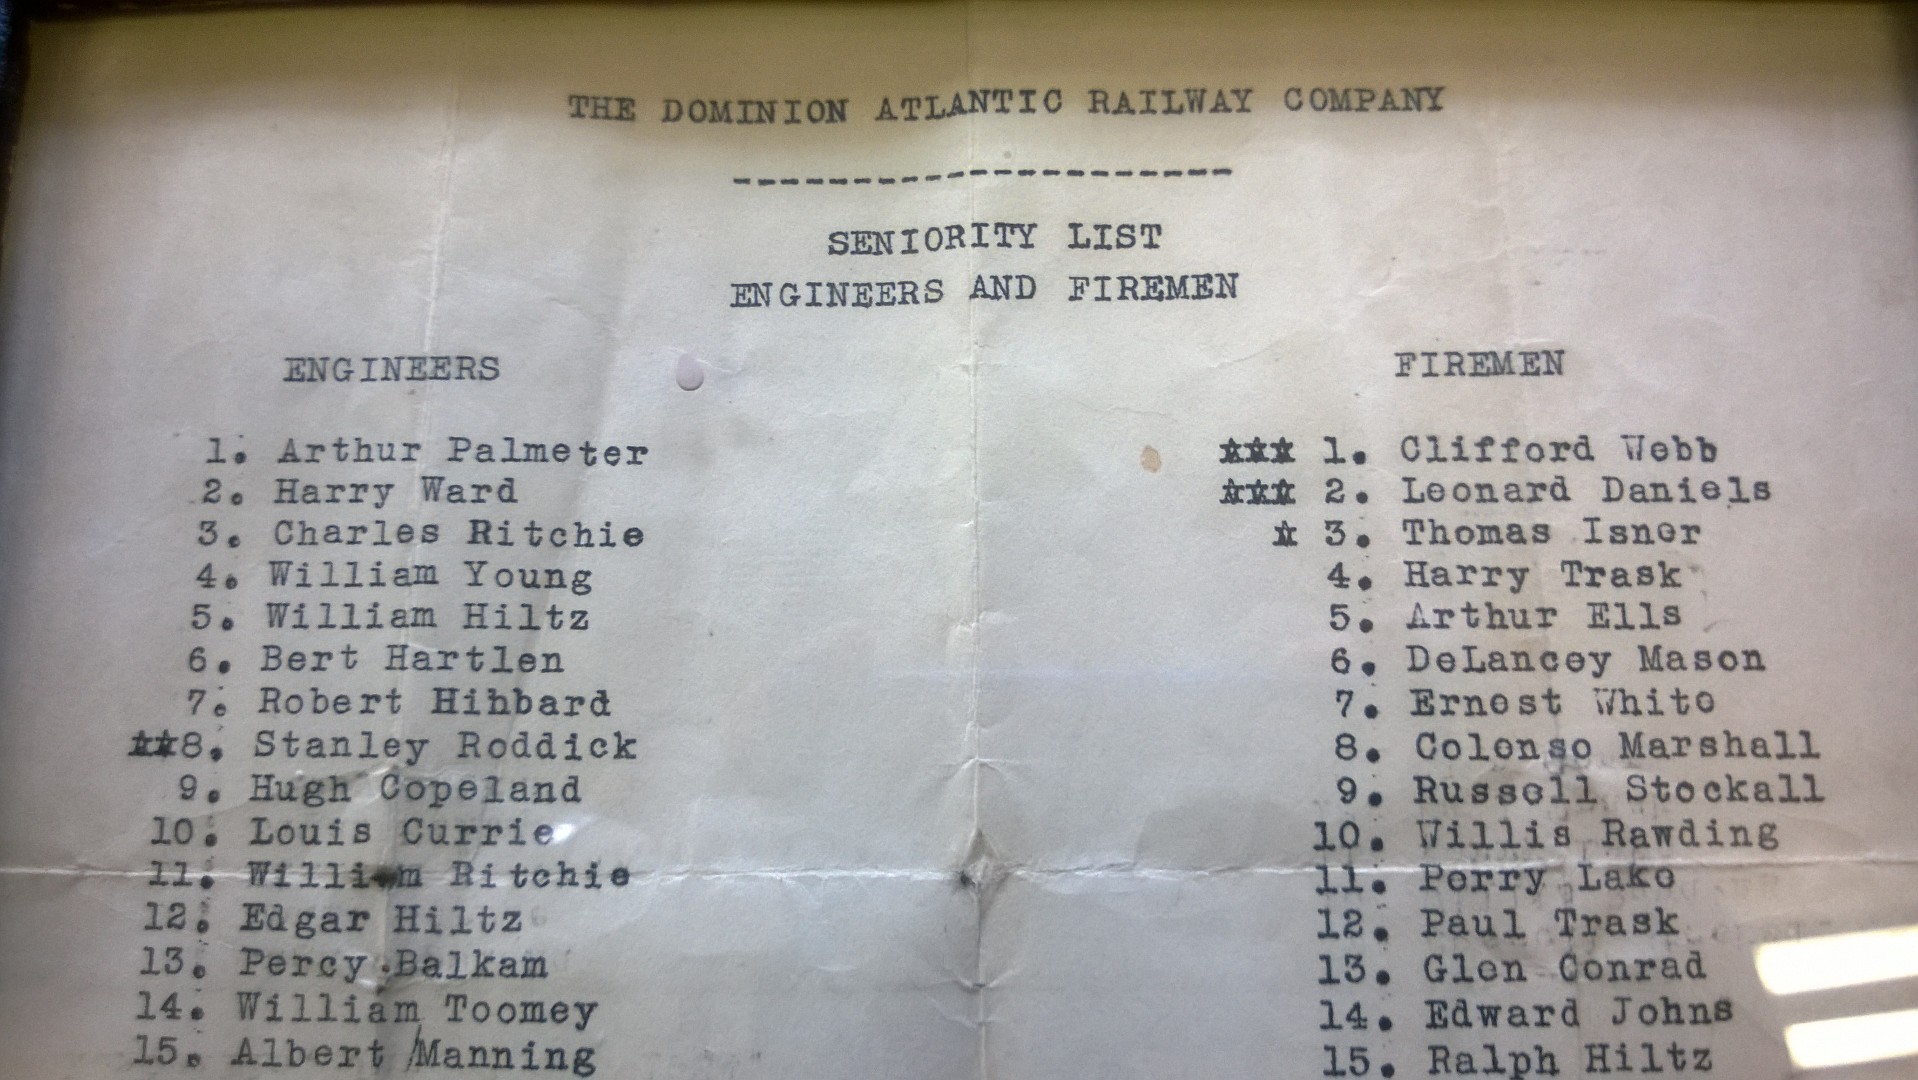 THE DOMINION ATLANTIC RAILWAY COMPANY
--------------------
SENIORITY LIST
ENGINEERS AND FIREMEN
ENGINEERS
1. Arthur Palmeter
2. Harry Ward
3. Charles Ritchie
4. William Young
5. William Hiltz
6. Bert Hartlen
7. Robert Hibbard
**8. Stanley Roddick
9. Hugh Copeland
10. Louis Currie
11. William Ritchie
12. Edgar Hiltz
13. Percy Balkam
14. William Toomey
15. Albert Manning
FIREMEN
*** 1. Clifford Webb
*** 2. Leonard Daniels
* 3. Thomas Isner
4. Harry Trask
5. Arthur Ells
6. DeLancey Mason
7. Ernest White
8. Colenso Marshall
9. Russell Stockall
10. Willis Rawding
11. Perry Lake
12. Paul Trask
13. Glen Conrad
14. Edward Johns
15. Ralph Hiltz